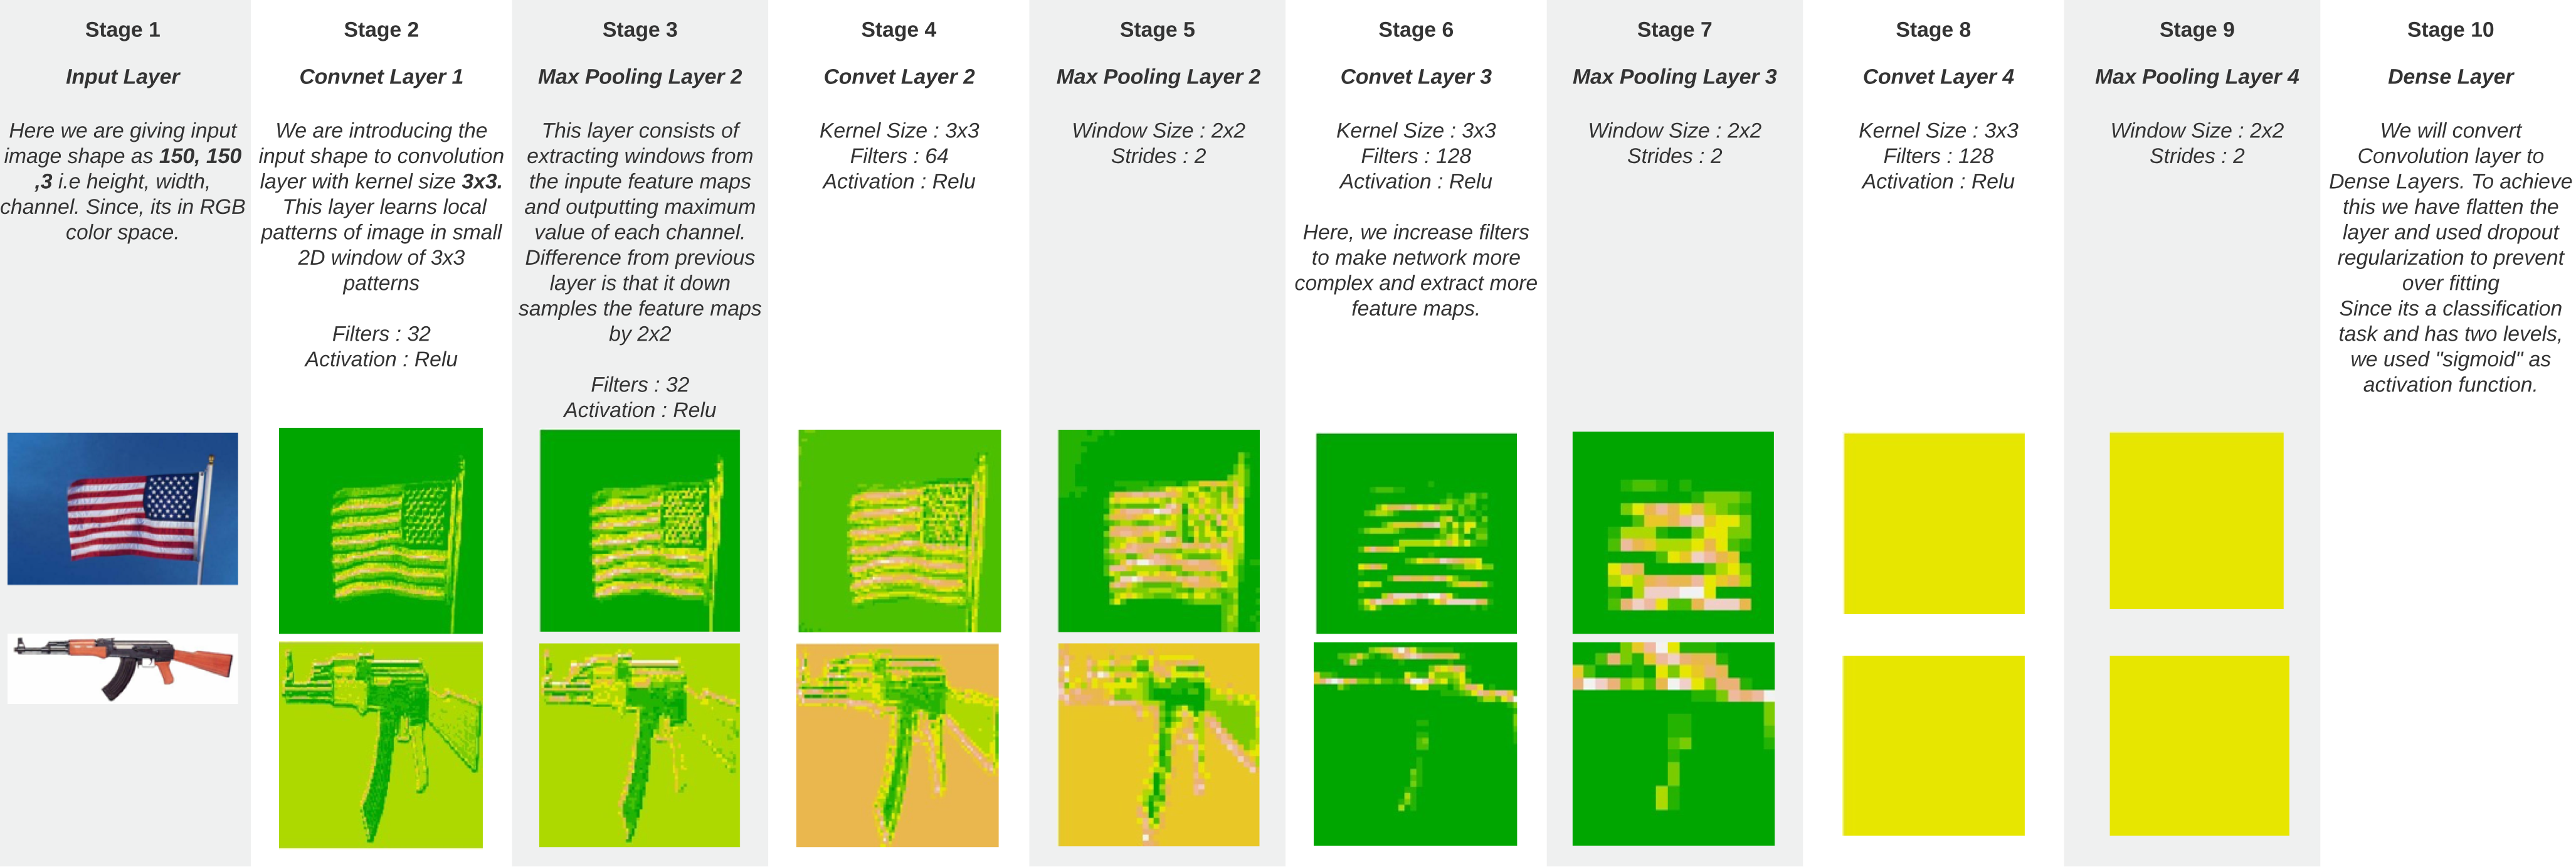 Stage 1
Input Layer
Here we are giving input
image shape as 150, 150
,3 i.e height, width,
channel. Since, its in RGB
color space.
Stage 2
Convnet Layer 1
We are introducing the
input shape to convolution
layer with kernel size 3x3.
This layer learns local
patterns of image in small
2D window of 3x3
patterns
Filters : 32
Activation : Relu
Stage 3
Max Pooling Layer 2
This layer consists of
extracting windows from
the inpute feature maps
and outputting maximum
value of each channel.
Difference from previous
layer is that it down
samples the feature maps
by 2x2
Filters : 32
Activation : Relu
Stage 4
Convet Layer 2
Kernel Size : 3x3
Filters : 64
Activation : Relu
Stage 5
Max Pooling Layer 2
Window Size : 2x2
Strides : 2
Stage 6
Convet Layer 3
Kernel Size : 3x3
Filters : 128
Activation : Relu
Here, we increase filters
to make network more
complex and extract more
feature maps.
Stage 7
Max Pooling Layer 3
Window Size : 2x2
Strides : 2
Stage 8
Convet Layer 4
Kernel Size : 3x3
Filters : 128
Activation : Relu
Stage 9
Max Pooling Layer 4
Window Size : 2x2
Strides : 2
Stage 10
Dense Layer
We will convert
Convolution layer to
Dense Layers. To achieve
this we have flatten the
layer and used dropout
regularization to prevent
over fitting
Since its a classification
task and has two levels,
we used "sigmoid" as
activation function.